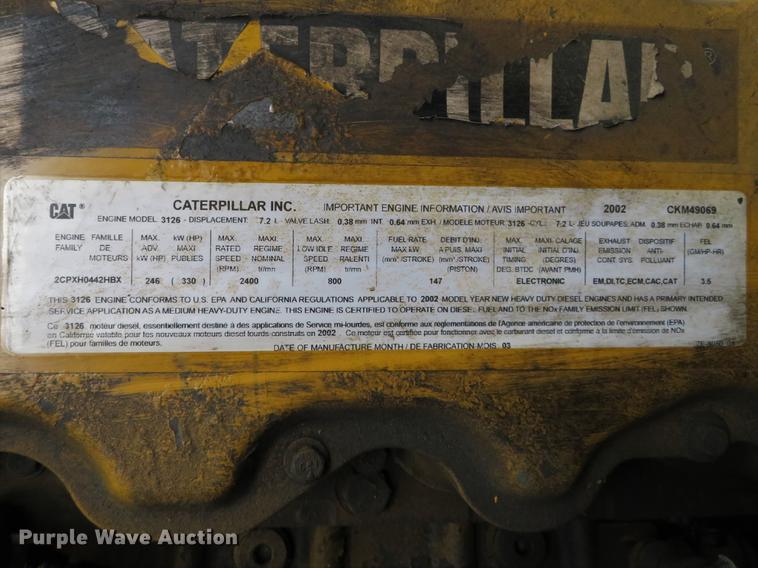 CATERPILLAR
CAT® CATERPILLAR INC. IMPORTANT ENGINE INFORMATION / AVIS IMPORTANT 2002 CKM49069
ENGINE MODEL 3126 - DISPLACEMENT 7.2 L - VALVE LASH: 0.38 mm INT. 0.64 mm EXH / MODELE MOTEUR 3126 -CYL: 7.2 L- JEU SOUPAPES: ADM. 0.38 mm ECHAP. 0.64 mm
ENGINE FAMILLE MAX. kW (HP) MAX. MAXI. MAX. MAXI. FUEL RATE DEBIT D'INJ. MAX. MAXI. CALAGE EXHAUST DISPOSITIF FEL
FAMILY DE ADV. MAXI RATED REGIME LOW IDLE REGIME MAX kW A PUIS. MAXI INITIAL INITIAL D'INJ. EMISSION ANTI- (GM/HP-HR)
MOTEURS kW (HP) PUBLIES SPEED NOMINAL SPEED RALENTI (mm³/STROKE) (mm³/STROKE) TIMING (DEGRES) CONT. SYS. POLLUANT
(RPM) tr/min (RPM) tr/min (PISTON) DEG. BTDC (AVANT PMH)
2CPXH0442HBX 246 ( 330 ) 2400 800 147 ELECTRONIC EM,DI,TC,ECM,CAC,CAT 3.5
THIS 3126 ENGINE CONFORMS TO U.S. EPA AND CALIFORNIA REGULATIONS APPLICABLE TO 2002 MODEL YEAR NEW HEAVY DUTY DIESEL ENGINES AND HAS A PRIMARY INTENDED
SERVICE APPLICATION AS A MEDIUM HEAVY-DUTY ENGINE. THIS ENGINE IS CERTIFIED TO OPERATE ON DIESEL FUEL AND TO THE NOx FAMILY EMISSION LIMIT (FEL) SHOWN.
Ce 3126 moteur diesel, essentiellement destiné à des applications de Service mi-lourdes, est conforme aux réglementations de l'Agence américaine de protection de l'environnement (EPA)
en Californie valable pour les nouveaux moteurs diesel lourds construits en 2002 . Ce moteur est certifié pour fonctionner avec le carburant diesel et conforme à la limite d'émission de NOx
(FEL) pour familles de moteurs.
DATE OF MANUFACTURE MONTH / DE FABRICATION-MOIS 03
Purple Wave Auction